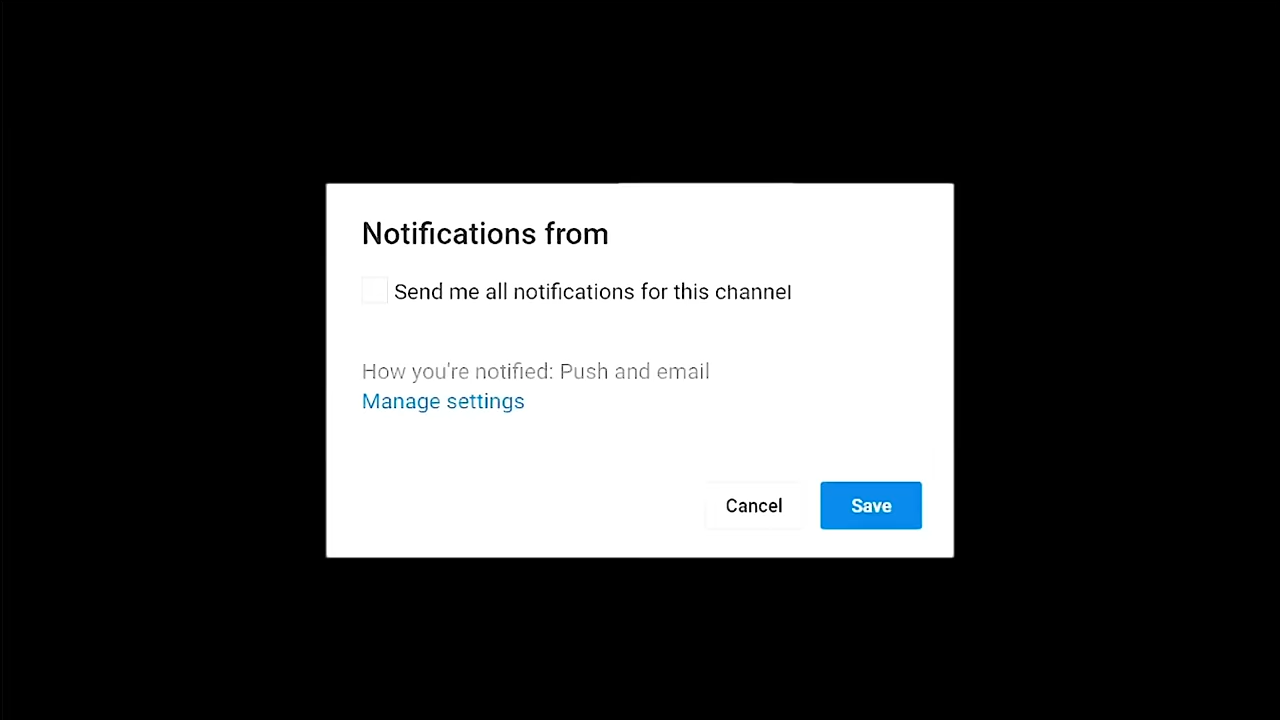 Notifications from
Send me all notifications for this channel
How you're notified: Push and email
Manage settings
Cancel
Save